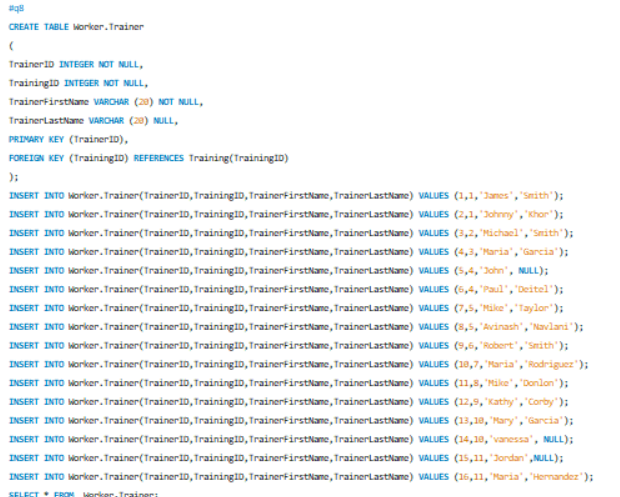 #q8
CREATE TABLE Worker.Trainer
(
TrainerID INTEGER NOT NULL,
TrainingID INTEGER NOT NULL,
TrainerFirstName VARCHAR (20) NOT NULL,
TrainerLastName VARCHAR (20) NULL,
PRIMARY KEY (TrainerID),
FOREIGN KEY (TrainingID) REFERENCES Training(TrainingID)
);
INSERT INTO Worker.Trainer(TrainerID,TrainingID,TrainerFirstName,TrainerLastName) VALUES (1,1,'James','Smith');
INSERT INTO Worker.Trainer(TrainerID,TrainingID,TrainerFirstName,TrainerLastName) VALUES (2,1,'Johnny','Khor');
INSERT INTO Worker.Trainer(TrainerID,TrainingID,TrainerFirstName,TrainerLastName) VALUES (3,2,'Michael','Smith');
INSERT INTO Worker.Trainer(TrainerID,TrainingID,TrainerFirstName,TrainerLastName) VALUES (4,3,'Maria','Garcia');
INSERT INTO Worker.Trainer(TrainerID,TrainingID,TrainerFirstName,TrainerLastName) VALUES (5,4,'John', NULL);
INSERT INTO Worker.Trainer(TrainerID,TrainingID,TrainerFirstName,TrainerLastName) VALUES (6,4,'Paul','Deitel');
INSERT INTO Worker.Trainer(TrainerID,TrainingID,TrainerFirstName,TrainerLastName) VALUES (7,5,'Mike','Taylor');
INSERT INTO Worker.Trainer(TrainerID,TrainingID,TrainerFirstName,TrainerLastName) VALUES (8,5,'Avinash','Navlani');
INSERT INTO Worker.Trainer(TrainerID,TrainingID,TrainerFirstName,TrainerLastName) VALUES (9,6,'Robert','Smith');
INSERT INTO Worker.Trainer(TrainerID,TrainingID,TrainerFirstName,TrainerLastName) VALUES (10,7,'Maria','Rodriguez');
INSERT INTO Worker.Trainer(TrainerID,TrainingID,TrainerFirstName,TrainerLastName) VALUES (11,8,'Mike','Donlon');
INSERT INTO Worker.Trainer(TrainerID,TrainingID,TrainerFirstName,TrainerLastName) VALUES (12,9,'Kathy','Corby');
INSERT INTO Worker.Trainer(TrainerID,TrainingID,TrainerFirstName,TrainerLastName) VALUES (13,10,'Mary','Garcia');
INSERT INTO Worker.Trainer(TrainerID,TrainingID,TrainerFirstName,TrainerLastName) VALUES (14,10,'vanessa', NULL);
INSERT INTO Worker.Trainer(TrainerID,TrainingID,TrainerFirstName,TrainerLastName) VALUES (15,11,'Jordan',NULL);
INSERT INTO Worker.Trainer(TrainerID,TrainingID,TrainerFirstName,TrainerLastName) VALUES (16,11,'Maria','Hernandez');
SELECT * FROM Worker.Trainer;